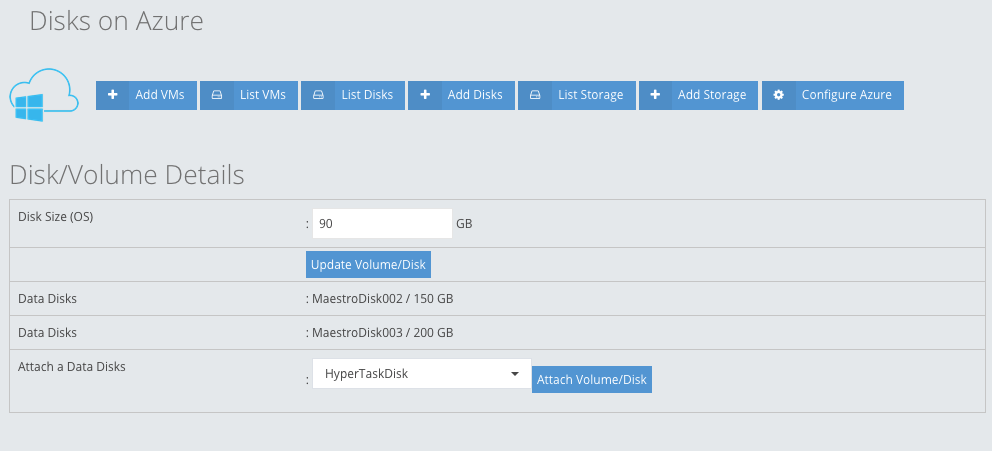 Disks on Azure
Add VMs List VMs List Disks Add Disks List Storage Add Storage Configure Azure
Disk/Volume Details
Disk Size (OS) : 90 GB
Update Volume/Disk
Data Disks : MaestroDisk002 / 150 GB
Data Disks : MaestroDisk003 / 200 GB
Attach a Data Disks : HyperTaskDisk Attach Volume/Disk